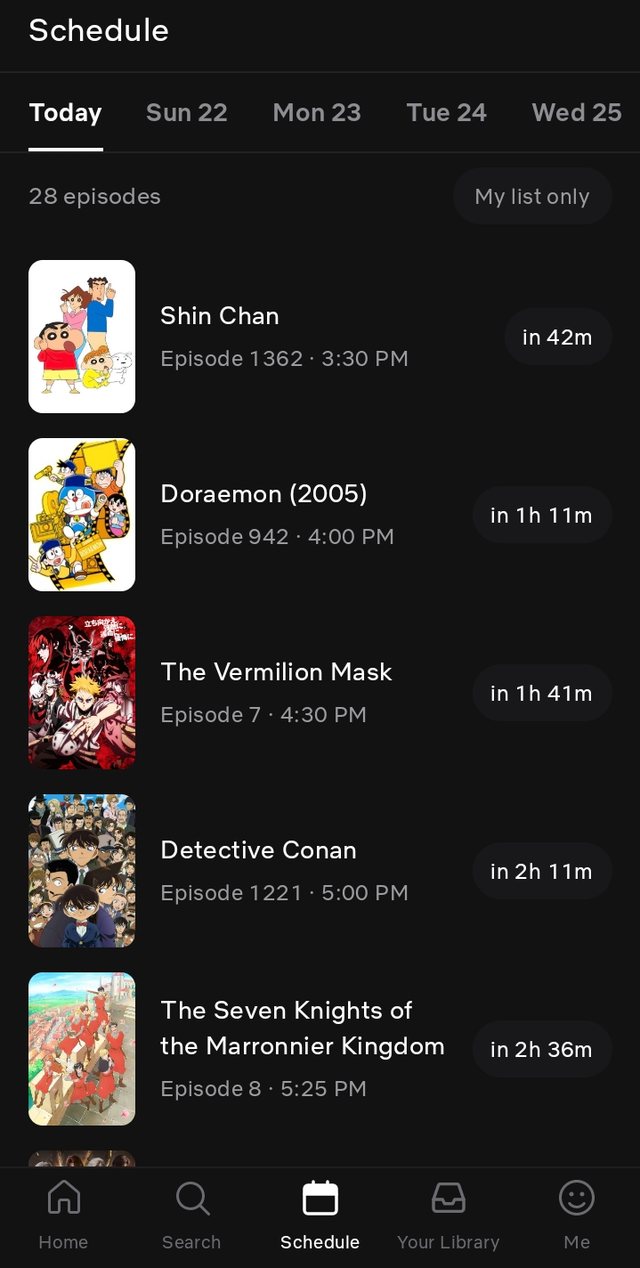 Schedule
Today Sun 22 Mon 23 Tue 24 Wed 25
28 episodes My list only
Shin Chan
Episode 1362 · 3:30 PM
in 42m
Doraemon (2005)
Episode 942 · 4:00 PM
in 1h 11m
The Vermilion Mask
Episode 7 · 4:30 PM
in 1h 41m
Detective Conan
Episode 1221 · 5:00 PM
in 2h 11m
The Seven Knights of
the Marronnier Kingdom
Episode 8 · 5:25 PM
in 2h 36m
Home Search Schedule Your Library Me